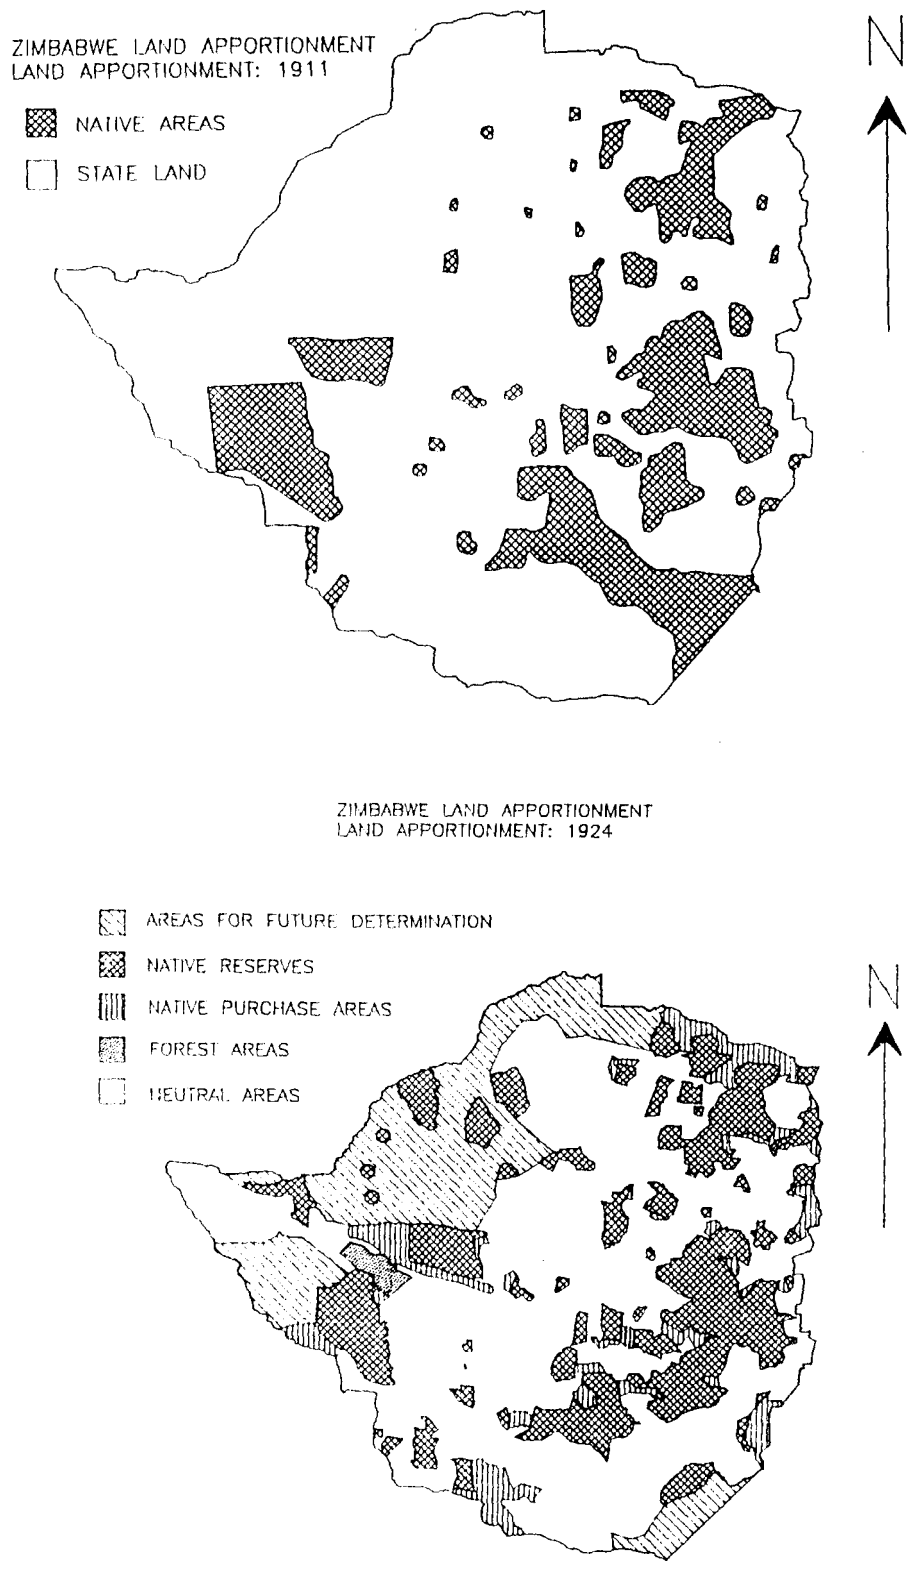 ZIMBABWE LAND APPORTIONMENT
LAND APPORTIONMENT: 1911
NATIVE AREAS
STATE LAND
N
ZIMBABWE LAND APPORTIONMENT
LAND APPORTIONMENT: 1924
AREAS FOR FUTURE DETERMINATION
NATIVE RESERVES
NATIVE PURCHASE AREAS
FOREST AREAS
NEUTRAL AREAS
N